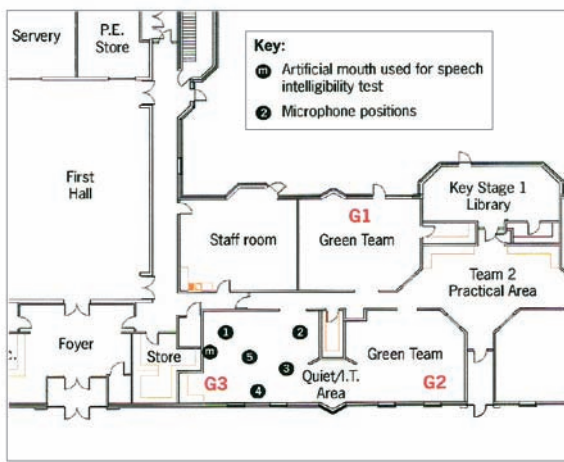 Servery
P.E.
Store
Key:
m Artificial mouth used for speech
intelligibility test
2 Microphone positions
First
Hall
Key Stage 1
Library
G1
Staff room
Green Team
Team 2
Practical Area
Foyer
Store
1
2
m
5
3
4
G3
Quiet/I.T.
Area
Green Team
G2